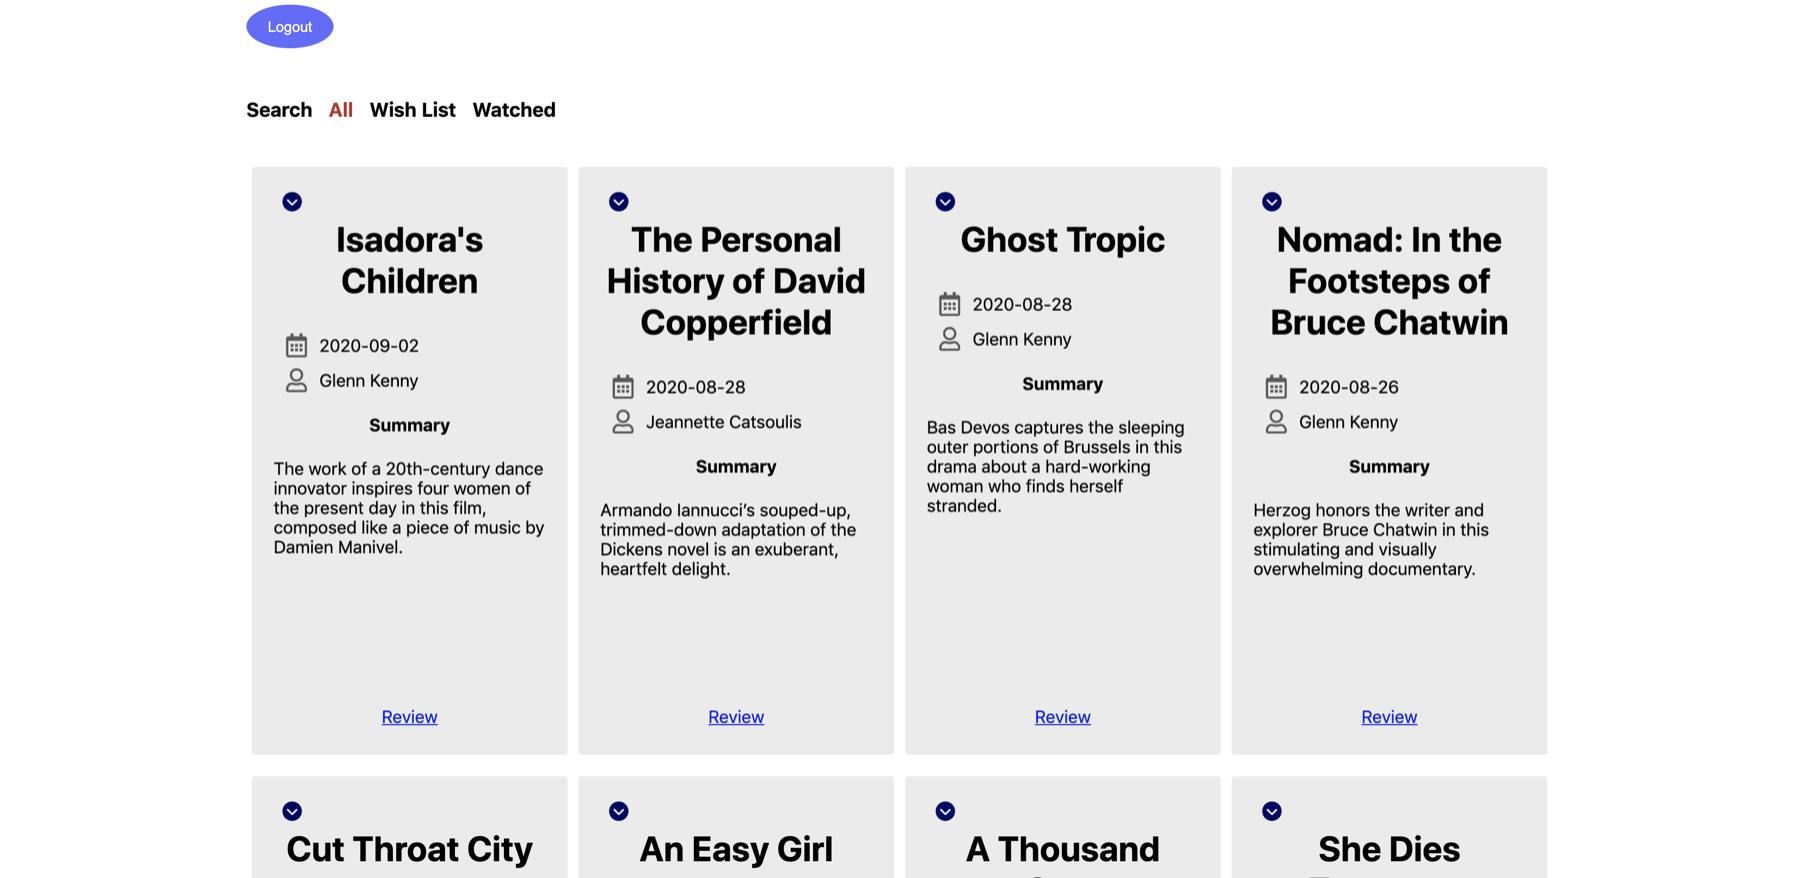 Logout
Search All Wish List Watched
Isadora's
Children
2020-09-02
Glenn Kenny
Summary
The work of a 20th-century dance
innovator inspires four women of
the present day in this film,
composed like a piece of music by
Damien Manivel.
Review
The Personal
History of David
Copperfield
2020-08-28
Jeannette Catsoulis
Summary
Armando Iannucci’s souped-up,
trimmed-down adaptation of the
Dickens novel is an exuberant,
heartfelt delight.
Review
Ghost Tropic
2020-08-28
Glenn Kenny
Summary
Bas Devos captures the sleeping
outer portions of Brussels in this
drama about a hard-working
woman who finds herself
stranded.
Review
Nomad: In the
Footsteps of
Bruce Chatwin
2020-08-26
Glenn Kenny
Summary
Herzog honors the writer and
explorer Bruce Chatwin in this
stimulating and visually
overwhelming documentary.
Review
Cut Throat City
An Easy Girl
A Thousand
She Dies